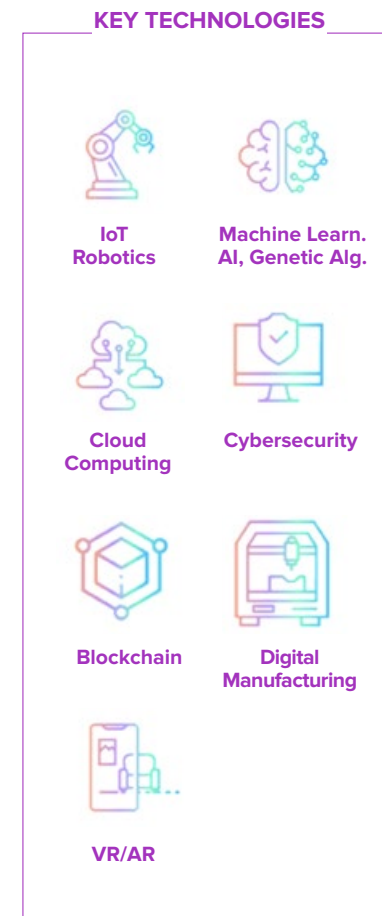 KEY TECHNOLOGIES
IoT
Robotics
Machine Learn.
AI, Genetic Alg.
Cloud
Computing
Cybersecurity
Blockchain
Digital
Manufacturing
VR/AR